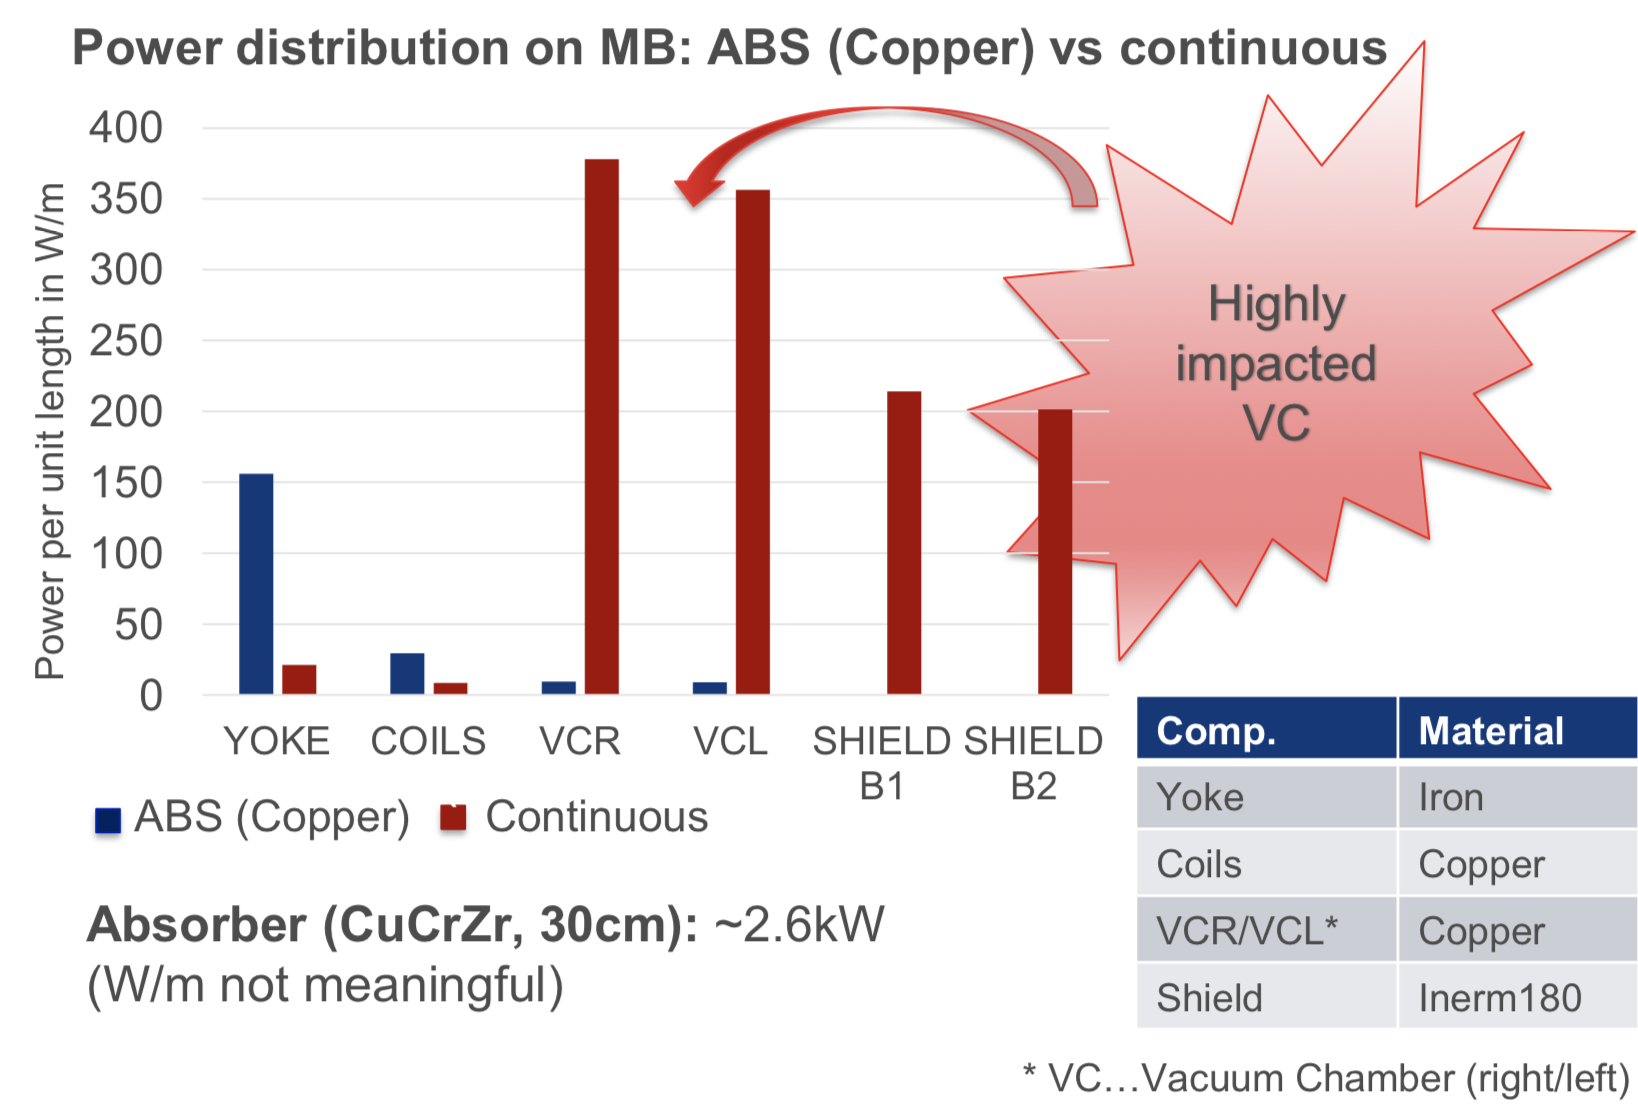 Power distribution on MB: ABS (Copper) vs continuous
Power per unit length in W/m
400
350
300
250
200
150
100
50
0
YOKE
COILS
VCR
VCL
SHIELD B1
SHIELD B2
ABS (Copper)
Continuous
Highly
impacted
VC
Absorber (CuCrZr, 30cm): ~2.6kW
(W/m not meaningful)
Comp. Material
Yoke Iron
Coils Copper
VCR/VCL* Copper
Shield Inerm180
* VC…Vacuum Chamber (right/left)